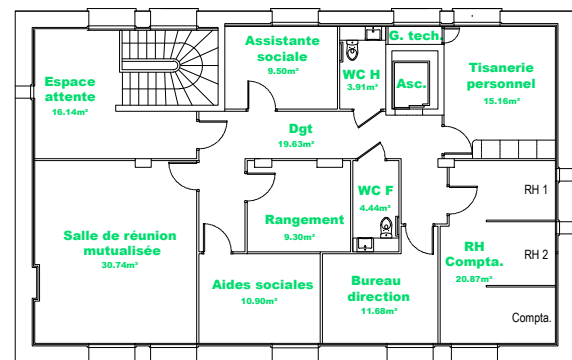 G. tech.
Assistante
sociale
9.50m²
WC H
3.91m²
Asc.
Tisanerie
personnel
15.16m²
Espace
attente
16.14m²
Dgt
19.63m²
WC F
4.44m²
RH 1
Rangement
9.30m²
Salle de réunion
mutualisée
30.74m²
RH
Compta.
20.87m²
RH 2
Aides sociales
10.90m²
Bureau
direction
11.68m²
Compta.